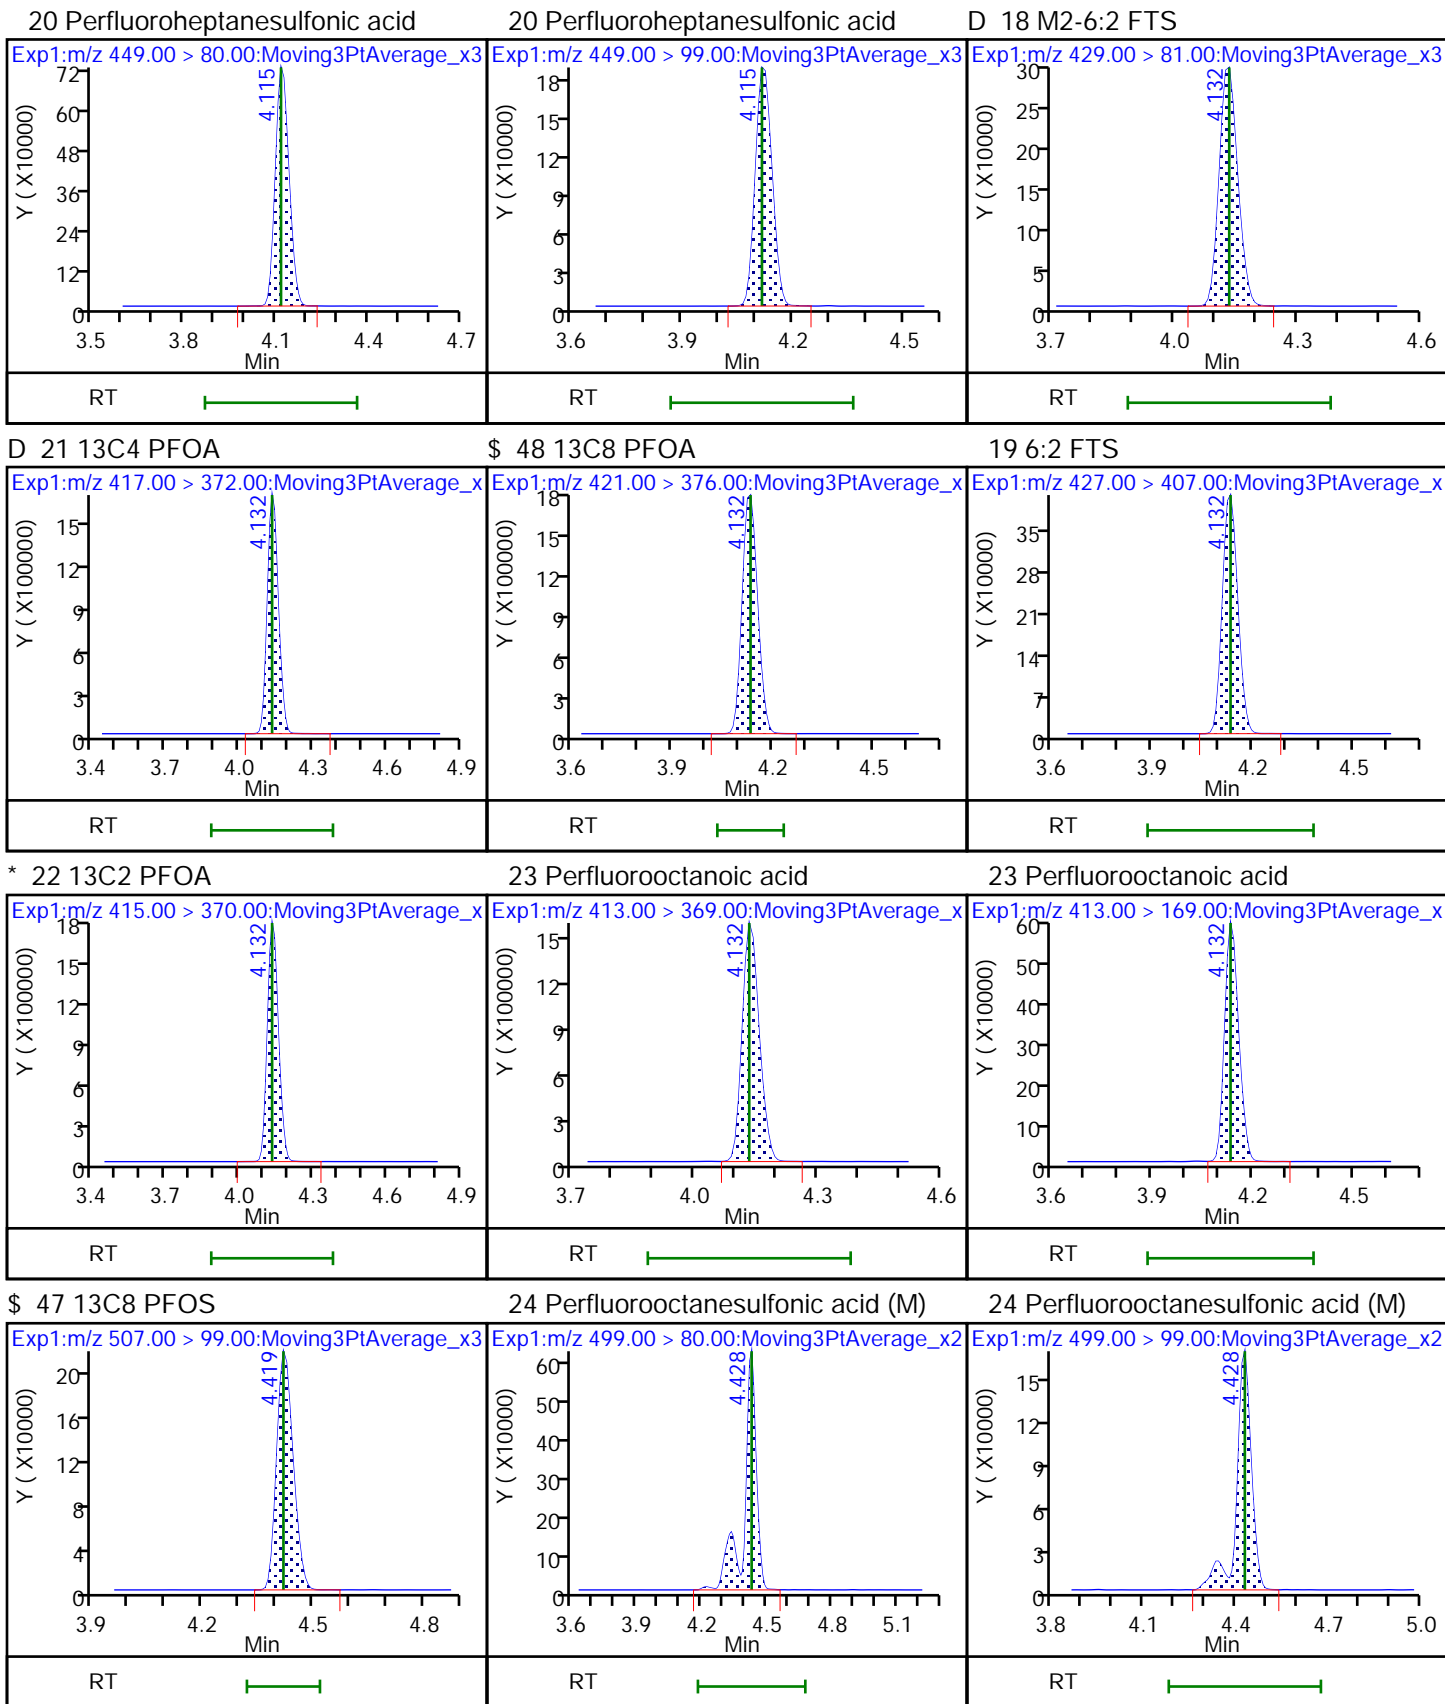 20 Perfluoroheptanesulfonic acid
Exp1:m/z 449.00 > 80.00:Moving3PtAverage_x3
4.115
Y ( X10000)
72
60
48
36
24
12
0
3.5 3.8 4.1 4.4 4.7
Min
RT
20 Perfluoroheptanesulfonic acid
Exp1:m/z 449.00 > 99.00:Moving3PtAverage_x3
4.115
Y ( X10000)
18
15
12
9
6
3
0
3.6 3.9 4.2 4.5
Min
RT
D 18 M2-6:2 FTS
Exp1:m/z 429.00 > 81.00:Moving3PtAverage_x3
4.132
Y ( X10000)
30
25
20
15
10
5
0
3.7 4.0 4.3 4.6
Min
RT
D 21 13C4 PFOA
Exp1:m/z 417.00 > 372.00:Moving3PtAverage_x
4.132
Y ( X100000)
15
12
9
6
3
0
3.4 3.7 4.0 4.3 4.6 4.9
Min
RT
$ 48 13C8 PFOA
Exp1:m/z 421.00 > 376.00:Moving3PtAverage_x
4.132
Y ( X100000)
18
15
12
9
6
3
0
3.6 3.9 4.2 4.5
Min
RT
19 6:2 FTS
Exp1:m/z 427.00 > 407.00:Moving3PtAverage_x
4.132
Y ( X10000)
35
28
21
14
7
0
3.6 3.9 4.2 4.5
Min
RT
* 22 13C2 PFOA
Exp1:m/z 415.00 > 370.00:Moving3PtAverage_x
4.132
Y ( X100000)
18
15
12
9
6
3
0
3.4 3.7 4.0 4.3 4.6 4.9
Min
RT
23 Perfluorooctanoic acid
Exp1:m/z 413.00 > 369.00:Moving3PtAverage_x
4.132
Y ( X100000)
15
12
9
6
3
0
3.7 4.0 4.3 4.6
Min
RT
23 Perfluorooctanoic acid
Exp1:m/z 413.00 > 169.00:Moving3PtAverage_x
4.132
Y ( X10000)
60
50
40
30
20
10
0
3.6 3.9 4.2 4.5
Min
RT
$ 47 13C8 PFOS
Exp1:m/z 507.00 > 99.00:Moving3PtAverage_x3
4.419
Y ( X10000)
20
16
12
8
4
0
3.9 4.2 4.5 4.8
Min
RT
24 Perfluorooctanesulfonic acid (M)
Exp1:m/z 499.00 > 80.00:Moving3PtAverage_x2
4.428
Y ( X10000)
60
50
40
30
20
10
0
3.6 3.9 4.2 4.5 4.8 5.1
Min
RT
24 Perfluorooctanesulfonic acid (M)
Exp1:m/z 499.00 > 99.00:Moving3PtAverage_x2
4.428
Y ( X10000)
15
12
9
6
3
0
3.8 4.1 4.4 4.7 5.0
Min
RT